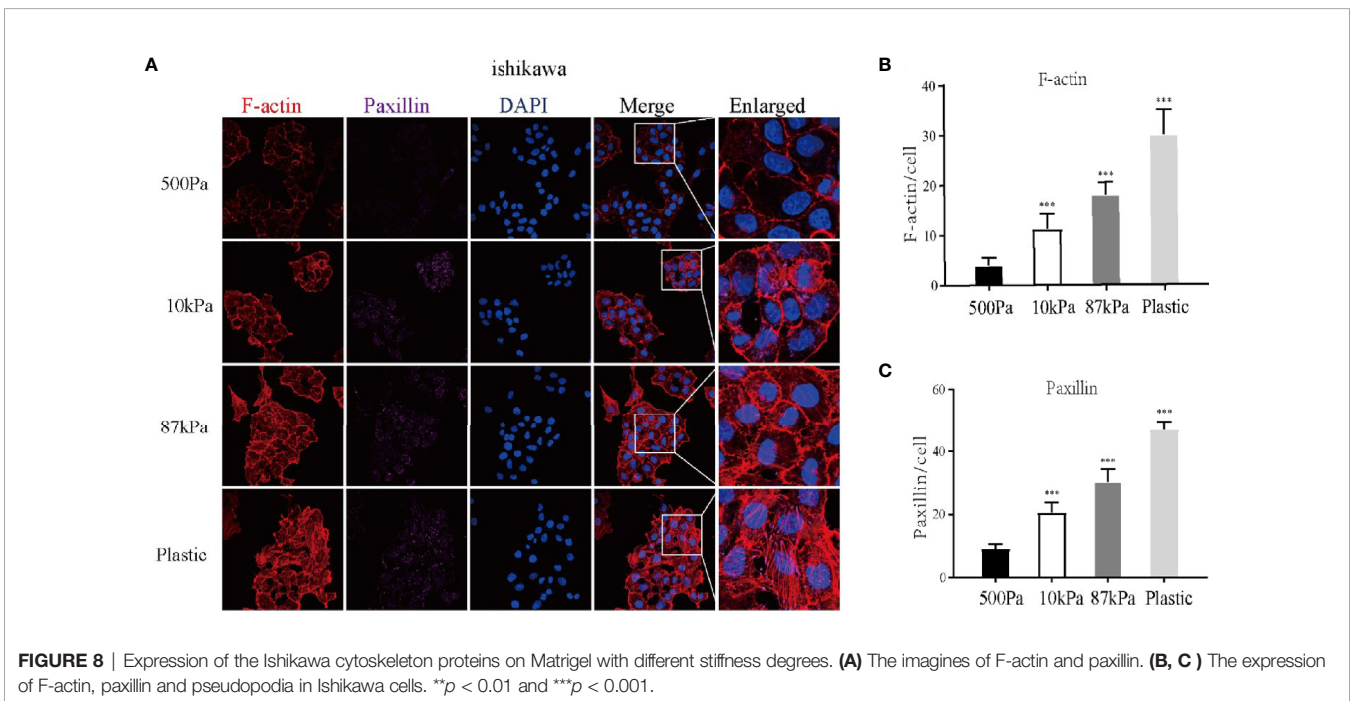 A
ishikawa
F-actin Paxillin DAPI Merge Enlarged
500Pa
10kPa
87kPa
Plastic
B
F-actin
F-actin/cell
40
30
20
10
0
***
***
***
500Pa 10kPa 87kPa Plastic
C
Paxillin
Paxillin/cell
60
40
20
0
***
***
***
500Pa 10kPa 87kPa Plastic
FIGURE 8 | Expression of the Ishikawa cytoskeleton proteins on Matrigel with different stiffness degrees. (A) The imagines of F-actin and paxillin. (B, C ) The expression
of F-actin, paxillin and pseudopodia in Ishikawa cells. **p < 0.01 and ***p < 0.001.